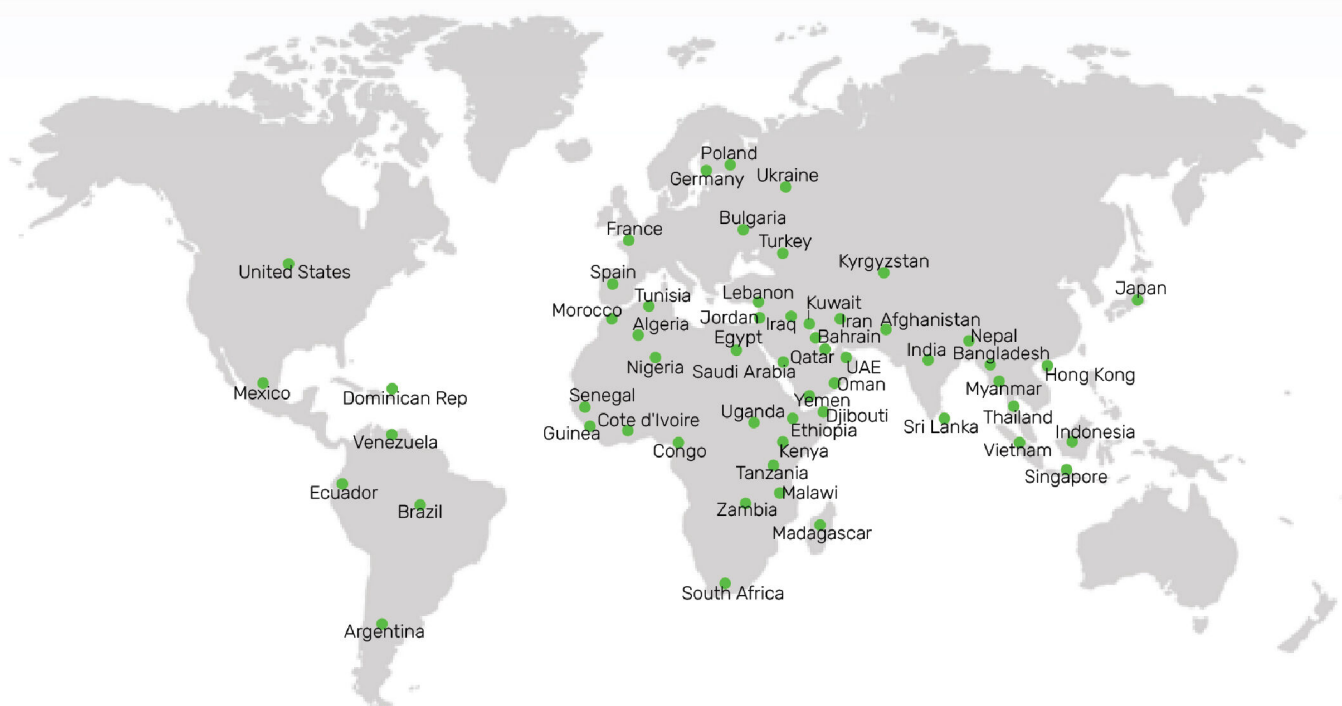 Poland
Germany
Ukraine
Bulgaria
France
Turkey
Kyrgyzstan
United States
Spain
Tunisia
Lebanon
Kuwait
Japan
Morocco
Algeria
Jordan
Iraq
Iran
Afghanistan
Egypt
Bahrain
Nepal
Nigeria
Saudi Arabia
Qatar
UAE
India
Bangladesh
Hong Kong
Mexico
Dominican Rep
Senegal
Oman
Myanmar
Yemen
Guinea
Cote d'Ivoire
Uganda
Djibouti
Ethiopia
Sri Lanka
Thailand
Indonesia
Venezuela
Congo
Kenya
Vietnam
Tanzania
Singapore
Ecuador
Malawi
Brazil
Zambia
Madagascar
South Africa
Argentina